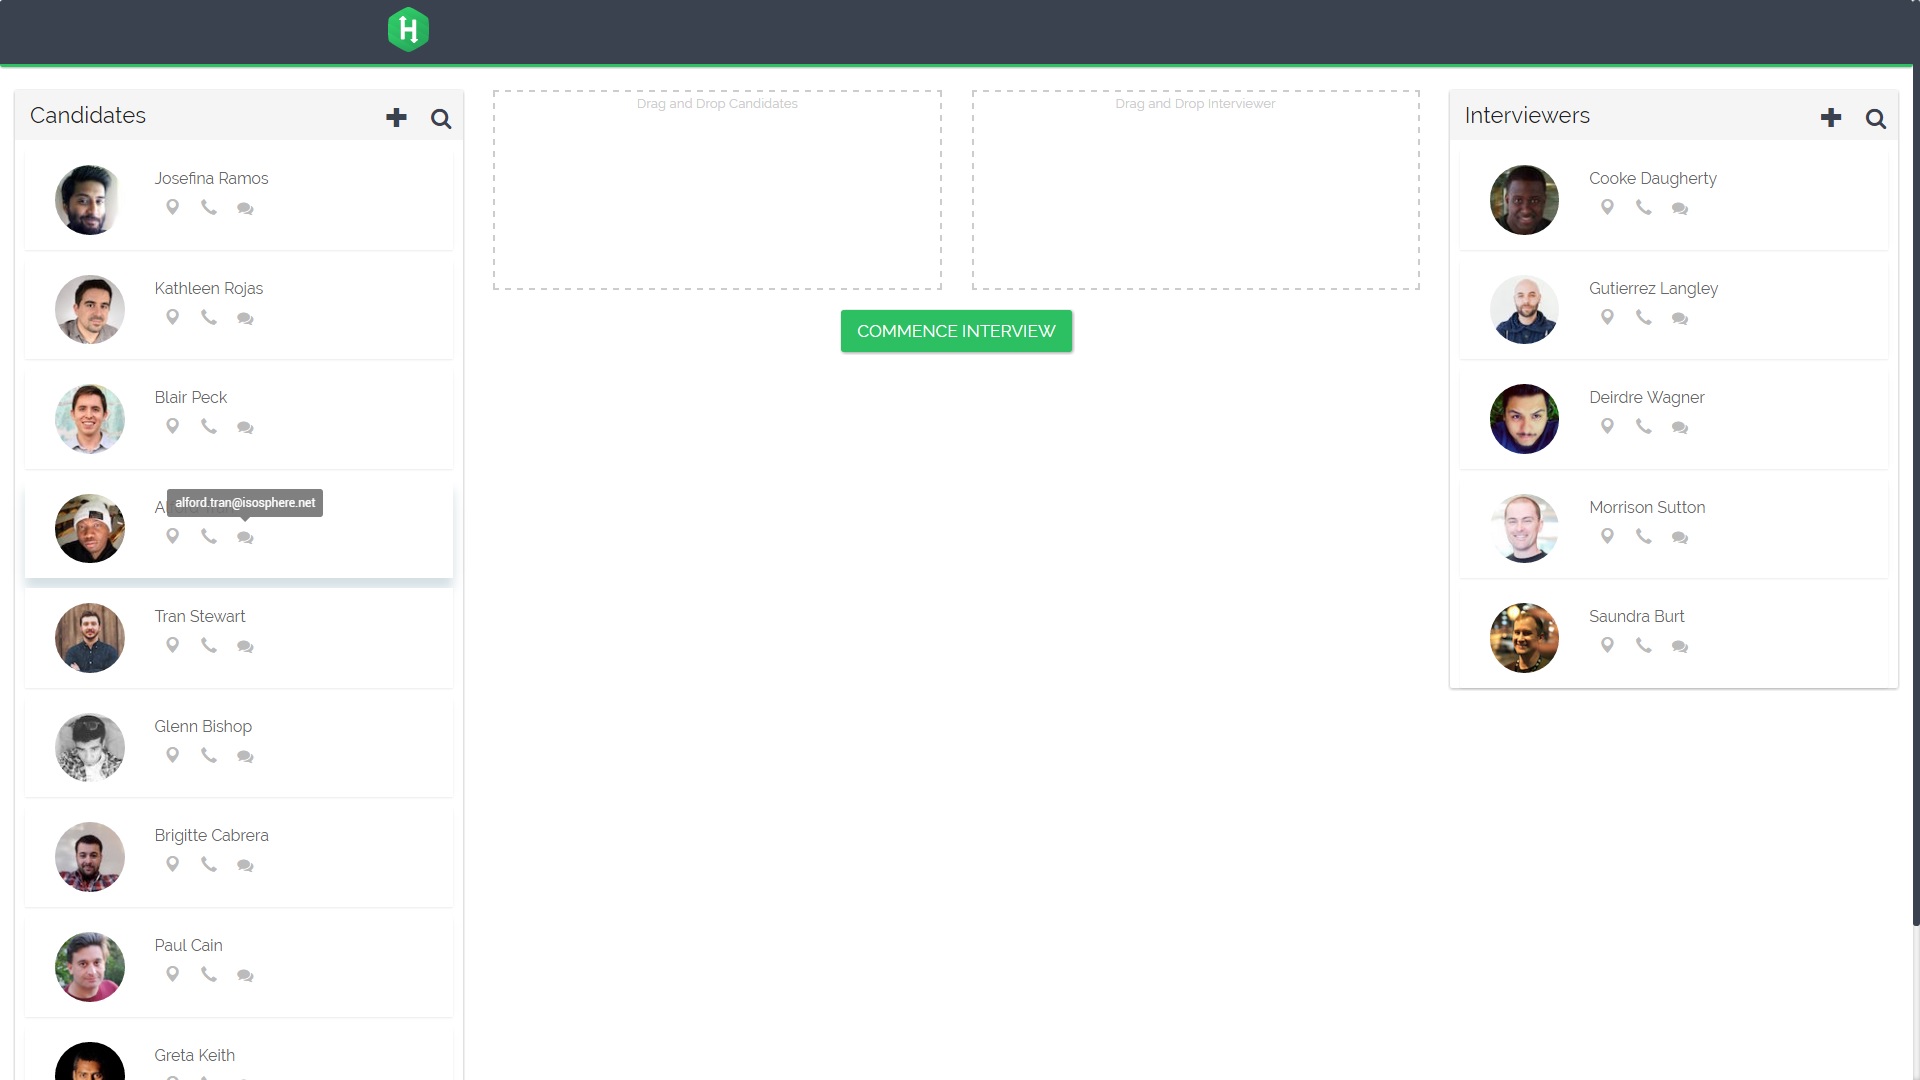 H
Candidates
Josefina Ramos
Kathleen Rojas
Blair Peck
alford.tran@isosphere.net
Tran Stewart
Glenn Bishop
Brigitte Cabrera
Paul Cain
Greta Keith
Drag and Drop Candidates
Drag and Drop Interviewer
COMMENCE INTERVIEW
Interviewers
Cooke Daugherty
Gutierrez Langley
Deirdre Wagner
Morrison Sutton
Saundra Burt